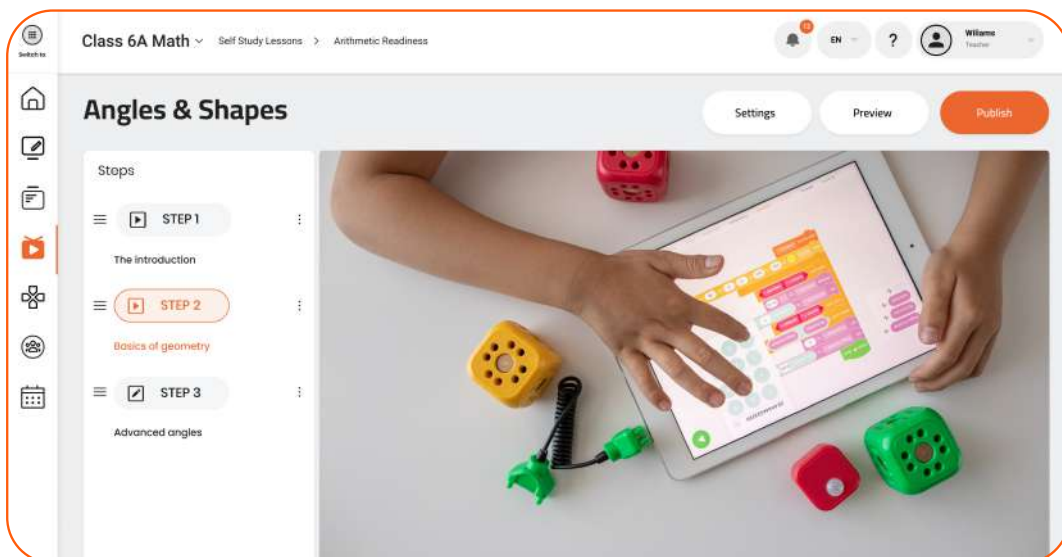 Switch to
Class 6A Math
Self Study Lessons > Arithmetic Readiness
EN
?
Wiliams
Teacher
Angles & Shapes
Settings
Preview
Publish
Steps
STEP 1
The introduction
STEP 2
Basics of geometry
STEP 3
Advanced angles